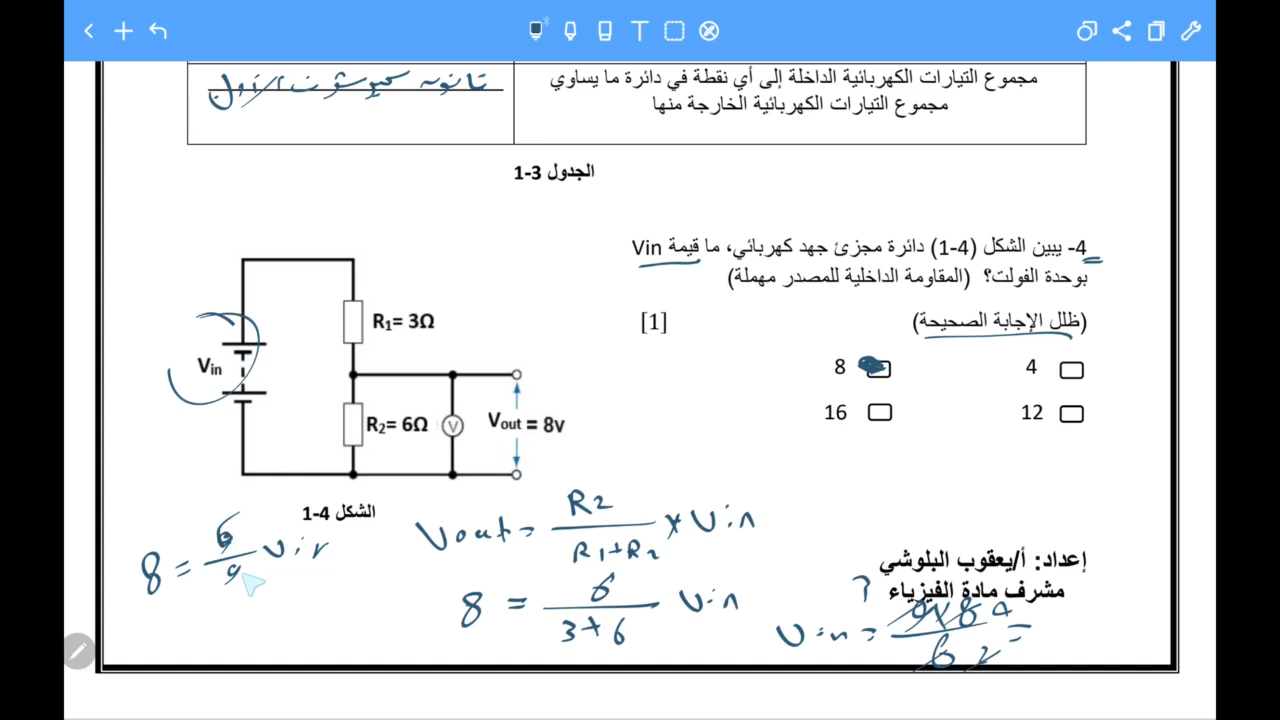 مجموع التيارات الكهربائية الداخلة إلى أي نقطة في دائرة ما يساوي
مجموع التيارات الكهربائية الخارجة منها
الجدول 3-1
4- يبين الشكل (4-1) دائرة مجزئ جهد كهربائي، ما قيمة Vin
بوحدة الفولت؟ (المقاومة الداخلية للمصدر مهملة)
(ظلل الإجابة الصحيحة) [1]
4
8
12
16
R₁= 3Ω
Vin
R₂= 6Ω
V
Vout = 8v
الشكل 4-1
Vout = R2 / R1+R2 * Vin
8 = 6 / 3+6 Vin
8 = 6/9 Vin
إعداد: أ/يعقوب البلوشي
مشرف مادة الفيزياء
Vin = 9x8 / 6 =
T